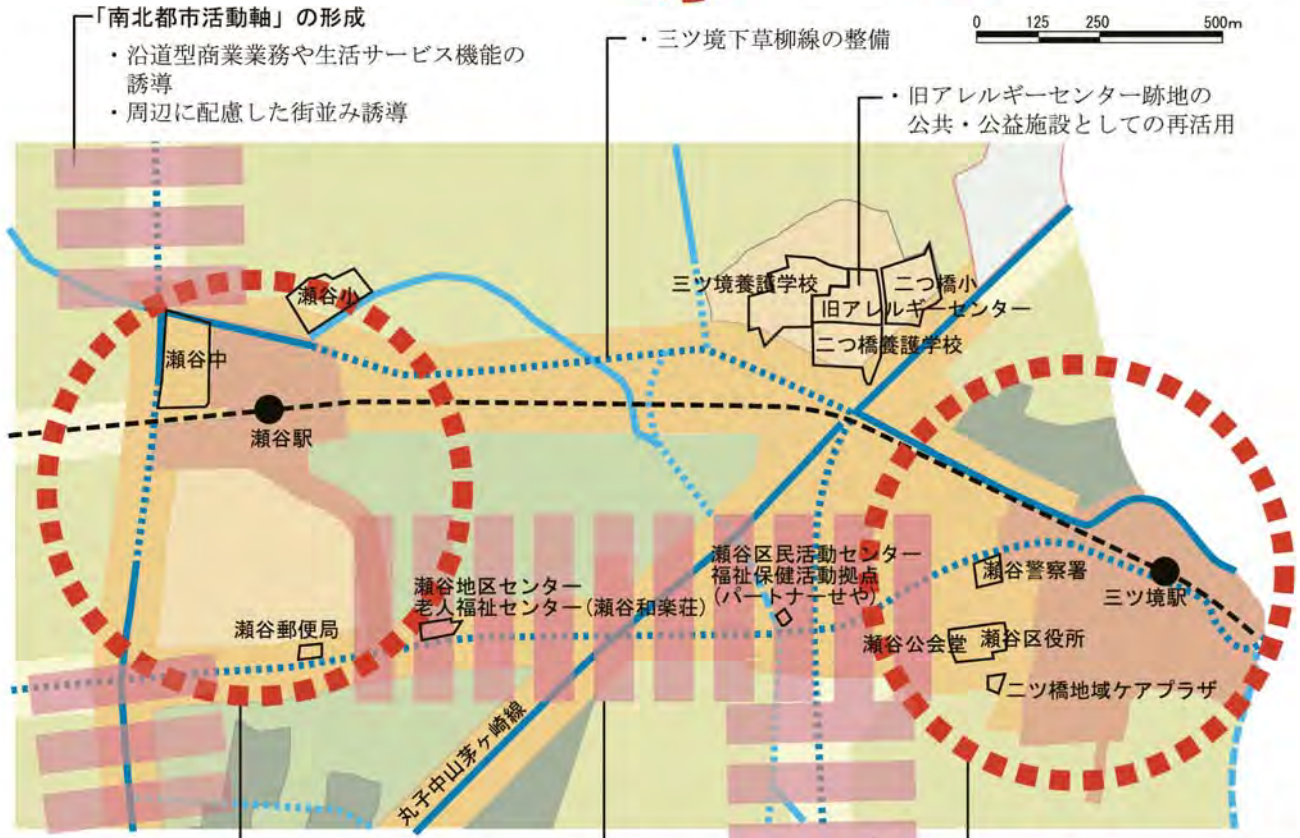 「南北都市活動軸」の形成
・沿道型商業業務や生活サービス機能の
誘導
・周辺に配慮した街並み誘導
・三ツ境下草柳線の整備
0 125 250 500m
・旧アレルギーセンター跡地の
公共・公益施設としての再活用
瀬谷小
三ツ境養護学校
二つ橋小
旧アレルギーセンター
二つ橋養護学校
瀬谷中
瀬谷駅
瀬谷区民活動センター
福祉保健活動拠点
(パートナーせや)
瀬谷地区センター
老人福祉センター(瀬谷和楽荘)
瀬谷警察署
三ツ境駅
瀬谷郵便局
瀬谷公会堂
瀬谷区役所
二ツ橋地域ケアプラザ
丸子中山茅ヶ崎線